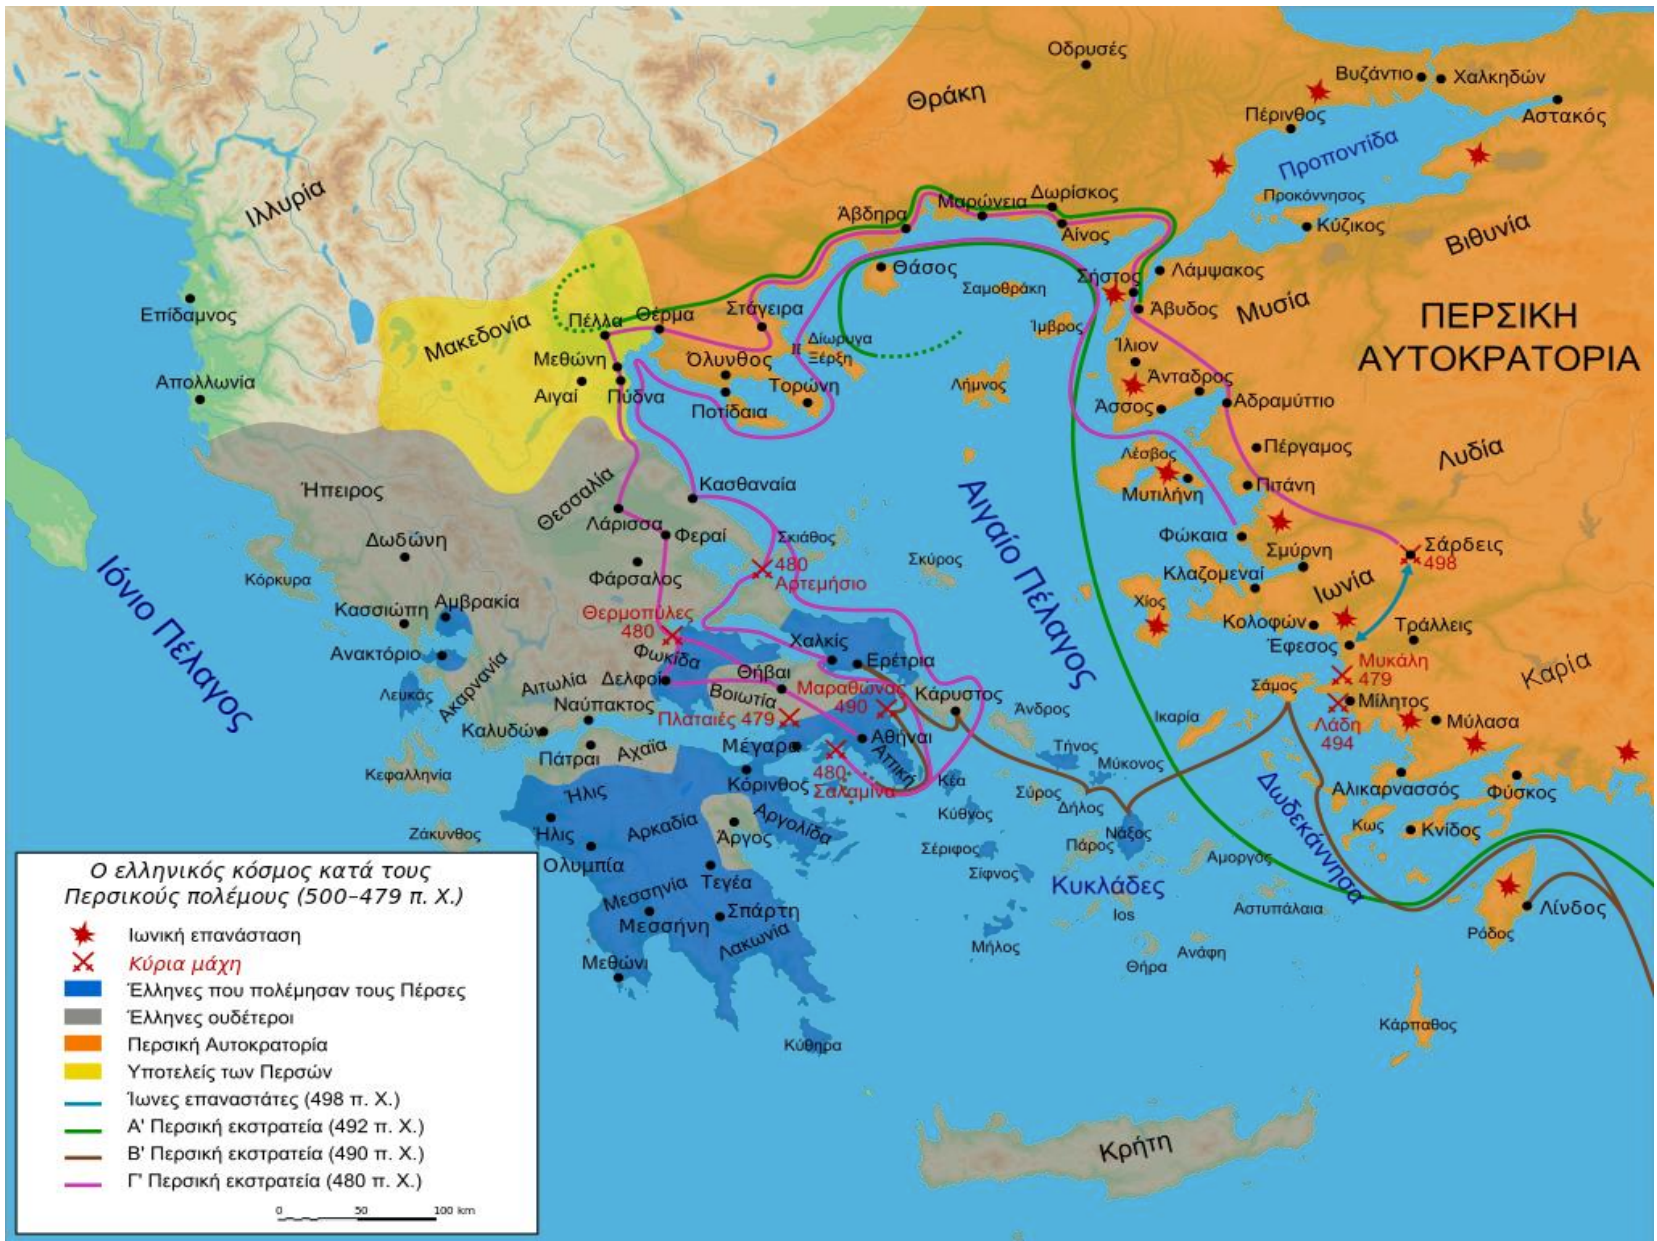 Οδρυσές
Βυζάντιο
Χαλκηδών
Θράκη
Πέρινθος
Αστακός
Προποντίδα
Ιλλυρία
Άβδηρα
Μαρώνεια
Δωρίσκος
Αίνος
Προκόννησος
Κύζικος
Βιθυνία
Θάσος
Σαμοθράκη
Σήστος
Λάμψακος
Επίδαμνος
Μακεδονία
Πέλλα
Θέρμα
Στάγειρα
Άβυδος
Μυσία
ΠΕΡΣΙΚΗ
ΑΥΤΟΚΡΑΤΟΡΙΑ
Ίμβρος
Δίωρυγα
Ξέρξη
Μεθώνη
Όλυνθος
Ίλιον
Απολλωνία
Αιγαί
Πύδνα
Τορώνη
Λήμνος
Άνταδρος
Ποτίδαια
Άσσος
Αδραμύττιο
Πέργαμος
Λυδία
Λέσβος
Μυτιλήνη
Πιτάνη
Ήπειρος
Θεσσαλία
Κασθαναία
Αιγαίο Πέλαγος
Λάρισσα
Φεραί
Σκιάθος
Φώκαια
Σμύρνη
Σάρδεις
498
Δωδώνη
Ιόνιο Πέλαγος
Κόρκυρα
Φάρσαλος
480
Αρτεμήσιο
Σκύρος
Κλαζομεναί
Ιωνία
Κασσιώπη
Αμβρακία
Θερμοπύλες
480
Χίος
Κολοφών
Τράλλεις
Έφεσος
Ανακτόριο
Φωκίδα
Χαλκίς
Ερέτρια
Μυκάλη
479
Καρία
Λευκάς
Ακαρνανία
Αιτωλία
Δελφοί
Θήβαι
Βοιωτία
Μαραθώνας
490
Κάρυστος
Σάμος
Μίλητος
Ναύπακτος
Πλαταιές 479
Άνδρος
Ικαρία
Λάδη
494
Μύλασα
Καλυδών
Πάτραι
Αχαϊα
Μέγαρα
Αθήναι
Αττική
Τήνος
Μύκονος
Κεφαλληνία
Κόρινθος
480
Σαλαμίνα
Κέα
Σύρος
Δήλος
Δωδεκάννησα
Αλικαρνασσός
Φύσκος
Ήλις
Κύθνος
Ζάκυνθος
Ήλις
Αρκαδία
Άργος
Αργολίδα
Νάξος
Πάρος
Κως
Κνίδος
Ολυμπία
Σέριφος
Αμοργός
Τεγέα
Σίφνος
Κυκλάδες
Μεσσηνία
Μεσσήνη
Σπάρτη
Λακωνία
Ios
Αστυπάλαια
Λίνδος
Ρόδος
Μήλος
Ανάφη
Θήρα
Μεθώνι
Κάρπαθος
Κύθηρα
Κρήτη
Ο ελληνικός κόσμος κατά τους
Περσικούς πολέμους (500–479 π. Χ.)
Ιωνική επανάσταση
Κύρια μάχη
Έλληνες που πολέμησαν τους Πέρσες
Έλληνες ουδέτεροι
Περσική Αυτοκρατορία
Υποτελείς των Περσών
Ίωνες επαναστάτες (498 π. Χ.)
Α' Περσική εκστρατεία (492 π. Χ.)
Β' Περσική εκστρατεία (490 π. Χ.)
Γ' Περσική εκστρατεία (480 π. Χ.)
0 50 100 km